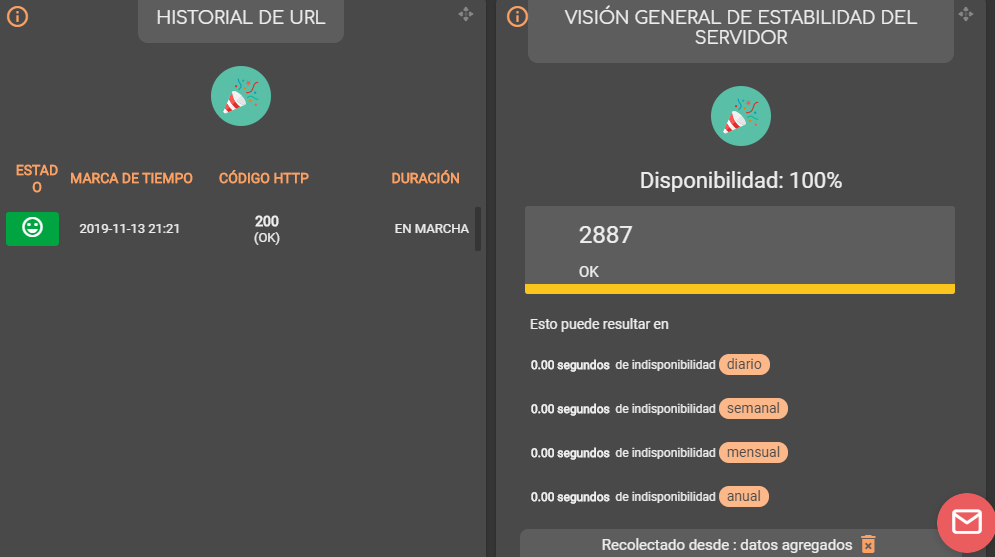 HISTORIAL DE URL
ESTAD
O
MARCA DE TIEMPO
CÓDIGO HTTP
DURACIÓN
2019-11-13 21:21
200
(OK)
EN MARCHA
VISIÓN GENERAL DE ESTABILIDAD DEL
SERVIDOR
Disponibilidad: 100%
2887
OK
Esto puede resultar en
0.00 segundos de indisponibilidad diario
0.00 segundos de indisponibilidad semanal
0.00 segundos de indisponibilidad mensual
0.00 segundos de indisponibilidad anual
Recolectado desde : datos agregados